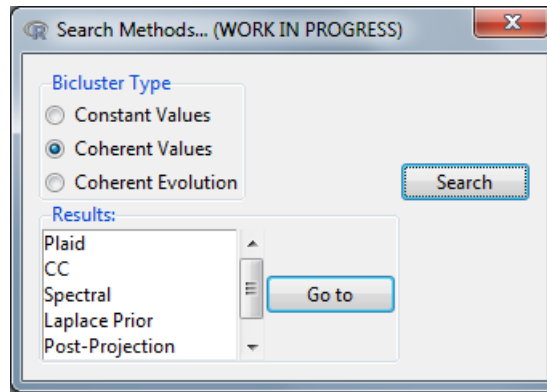 Search Methods... (WORK IN PROGRESS)
Bicluster Type
Constant Values
Coherent Values
Coherent Evolution
Search
Results:
Plaid
CC
Spectral
Laplace Prior
Post-Projection
Go to